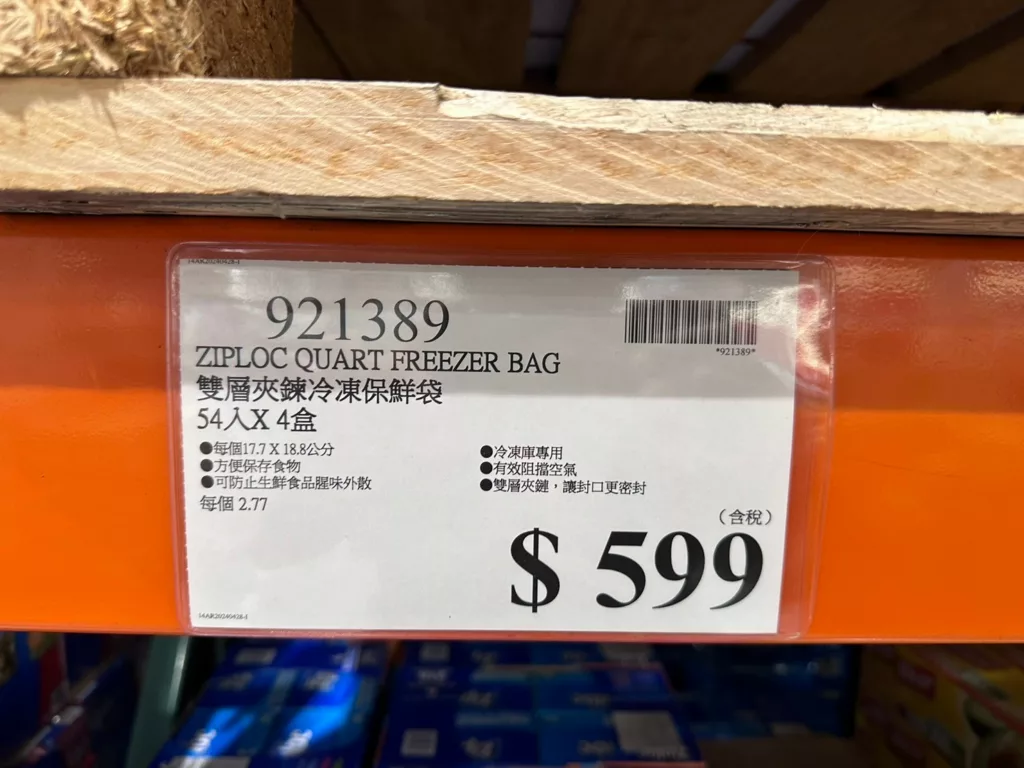 14AR20240428-I
921389
*921389*
ZIPLOC QUART FREEZER BAG
雙層夾鍊冷凍保鮮袋
54入X 4盒
●每個17.7 X 18.8公分
●方便保存食物
●可防止生鮮食品腥味外散
每個 2.77
●冷凍庫專用
●有效阻擋空氣
●雙層夾鏈，讓封口更密封
（含稅）
$ 599
14AR20240428-I